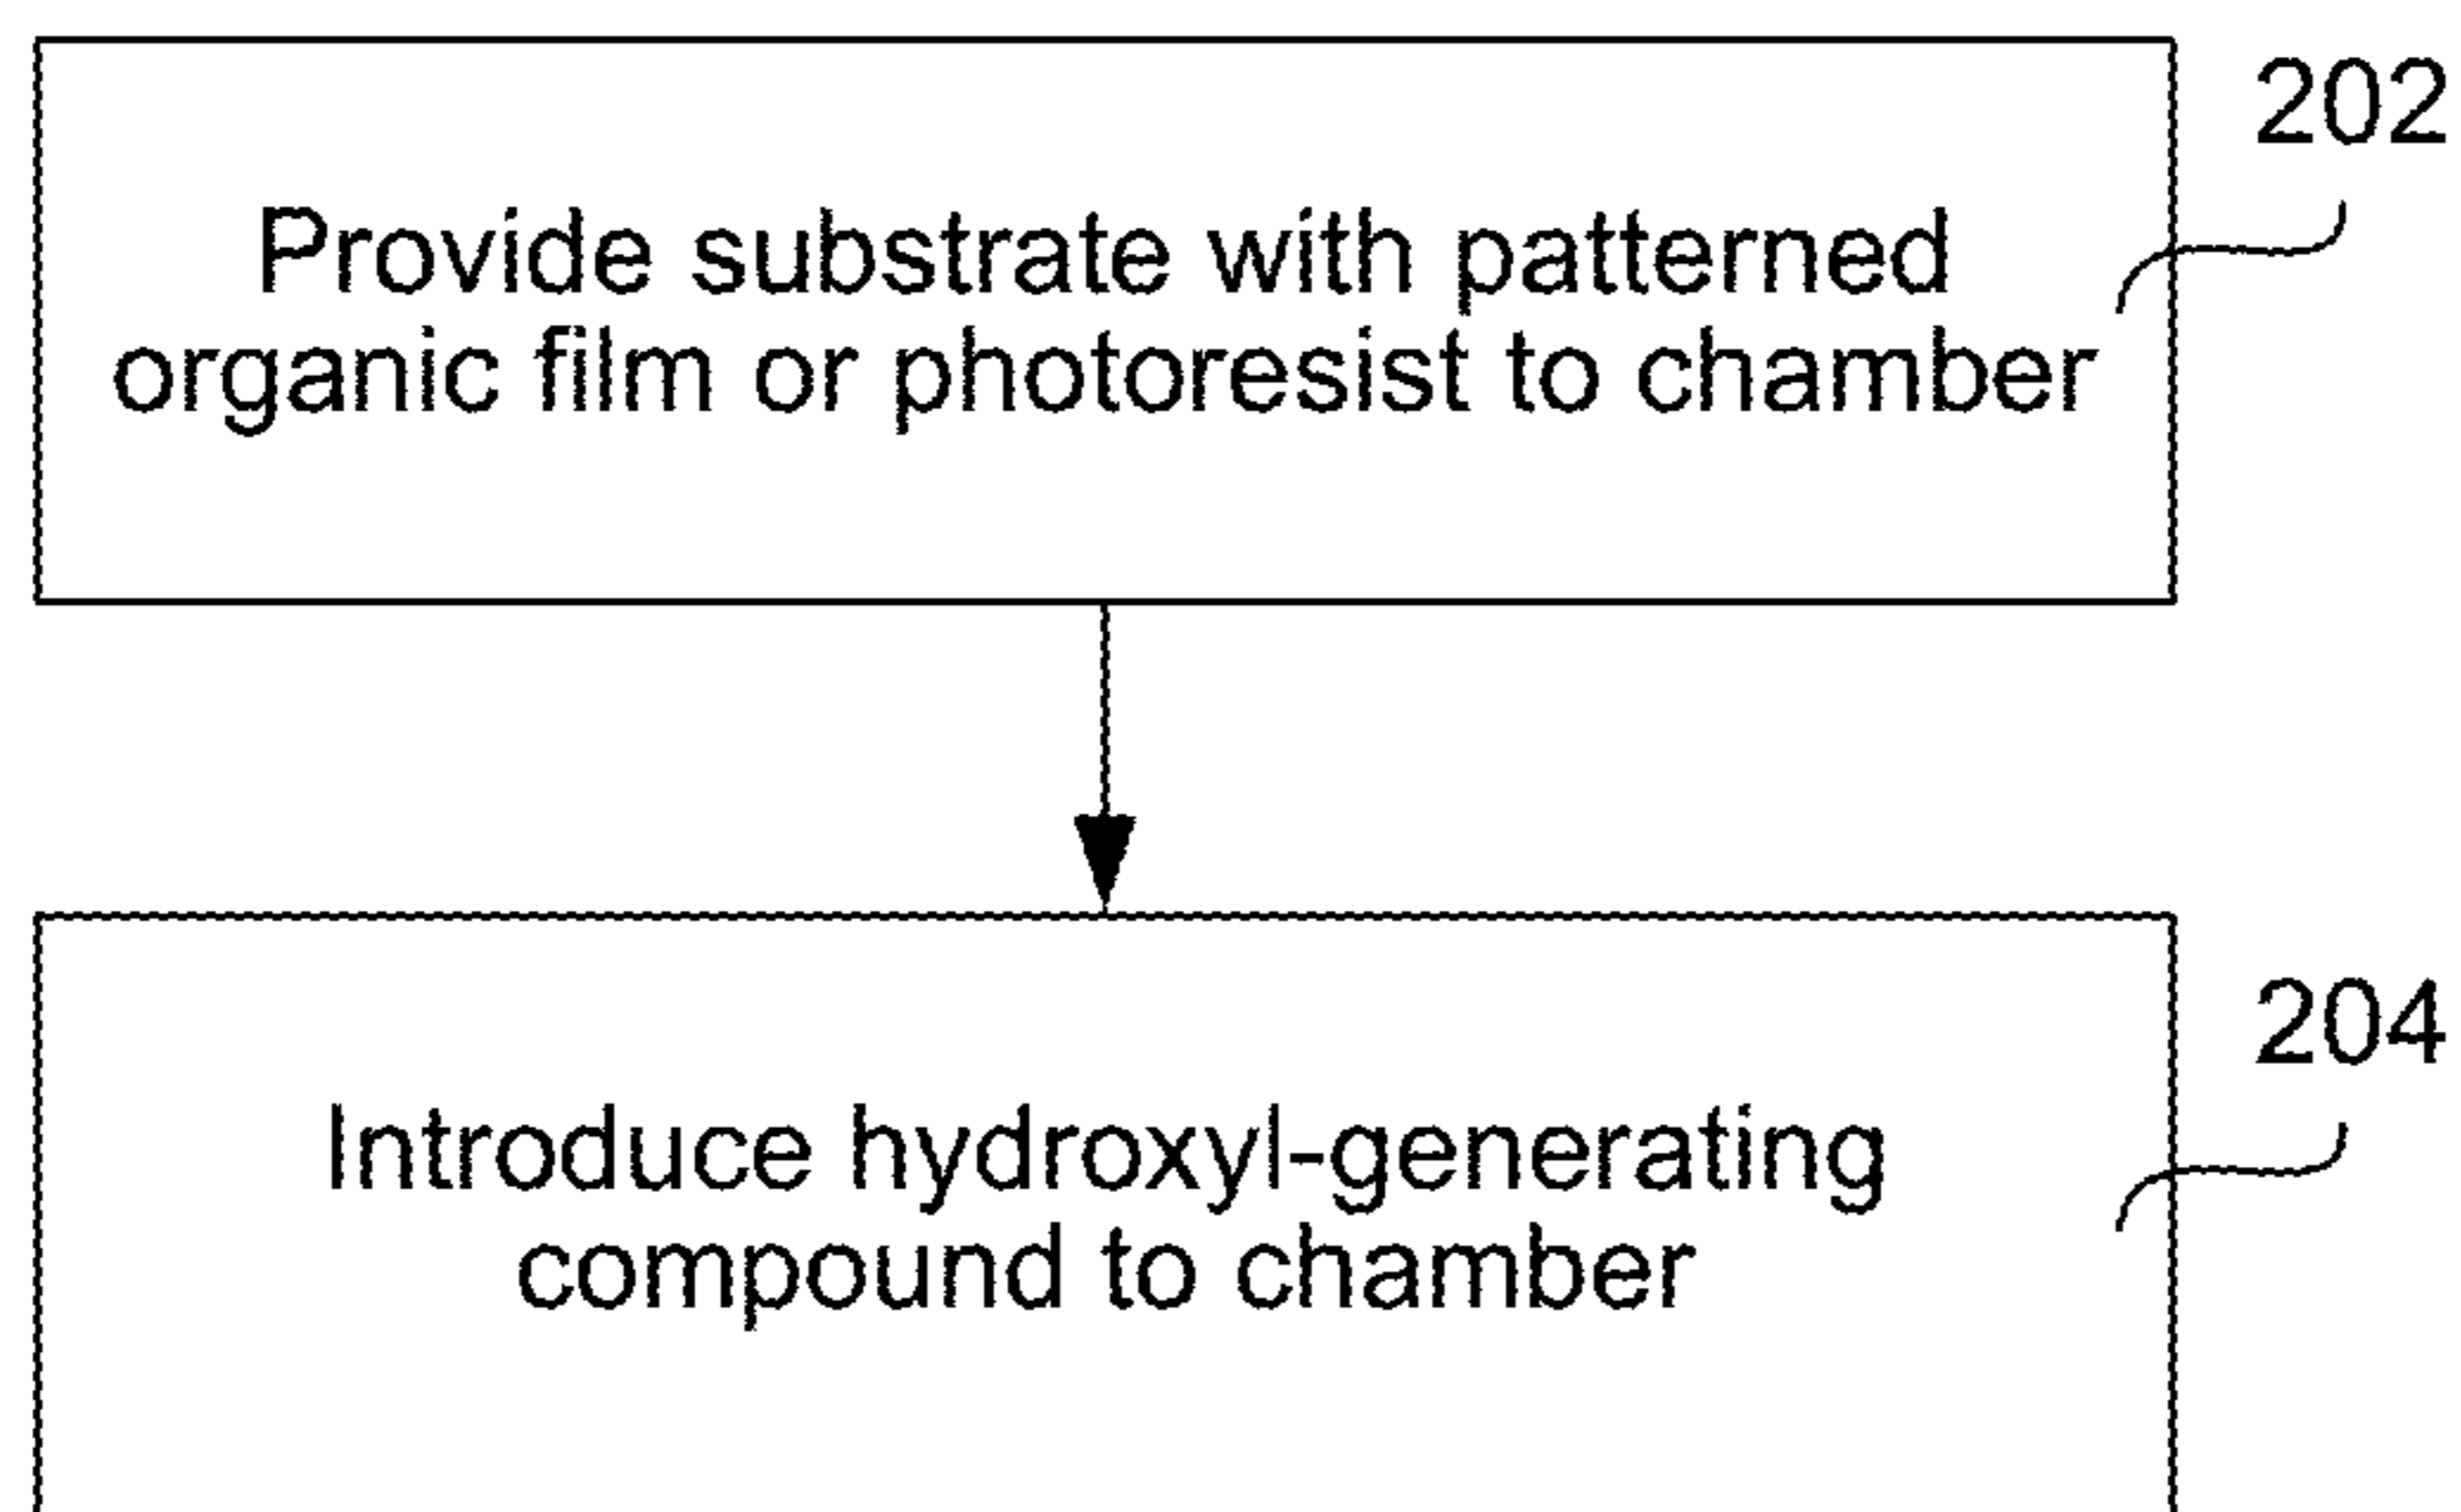 202
Provide substrate with patterned
organic film or photoresist to chamber
204
Introduce hydroxyl-generating
compound to chamber